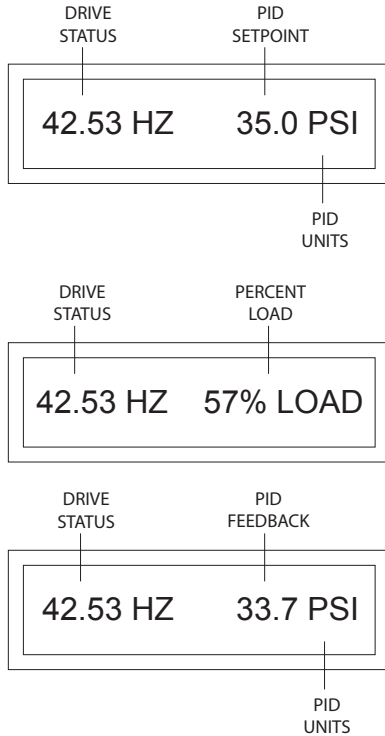 DRIVE STATUS
PID SETPOINT
42.53 HZ 35.0 PSI
PID UNITS
DRIVE STATUS
PERCENT LOAD
42.53 HZ 57% LOAD
DRIVE STATUS
PID FEEDBACK
42.53 HZ 33.7 PSI
PID UNITS